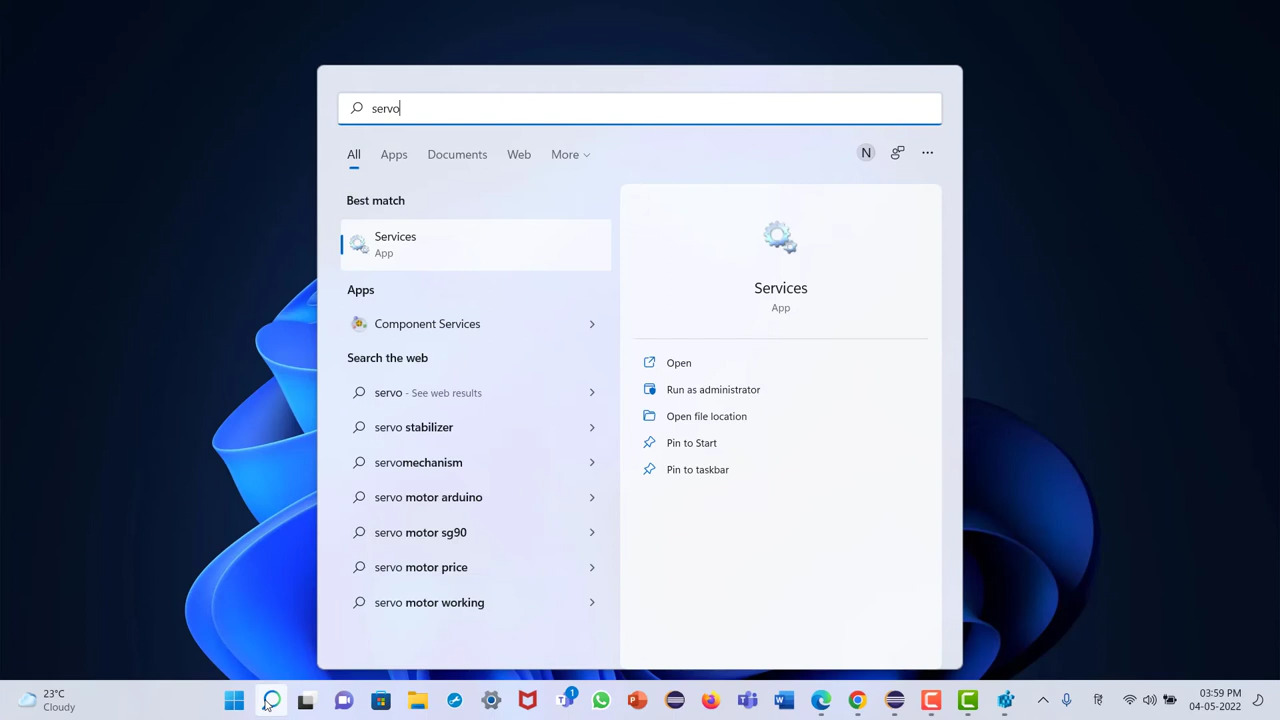 servo
All Apps Documents Web More
N
Best match
Services
App
Apps
Component Services
Search the web
servo - See web results
servo stabilizer
servomechanism
servo motor arduino
servo motor sg90
servo motor price
servo motor working
Services
App
Open
Run as administrator
Open file location
Pin to Start
Pin to taskbar
23°C
Cloudy
1
हि
03:59 PM
04-05-2022